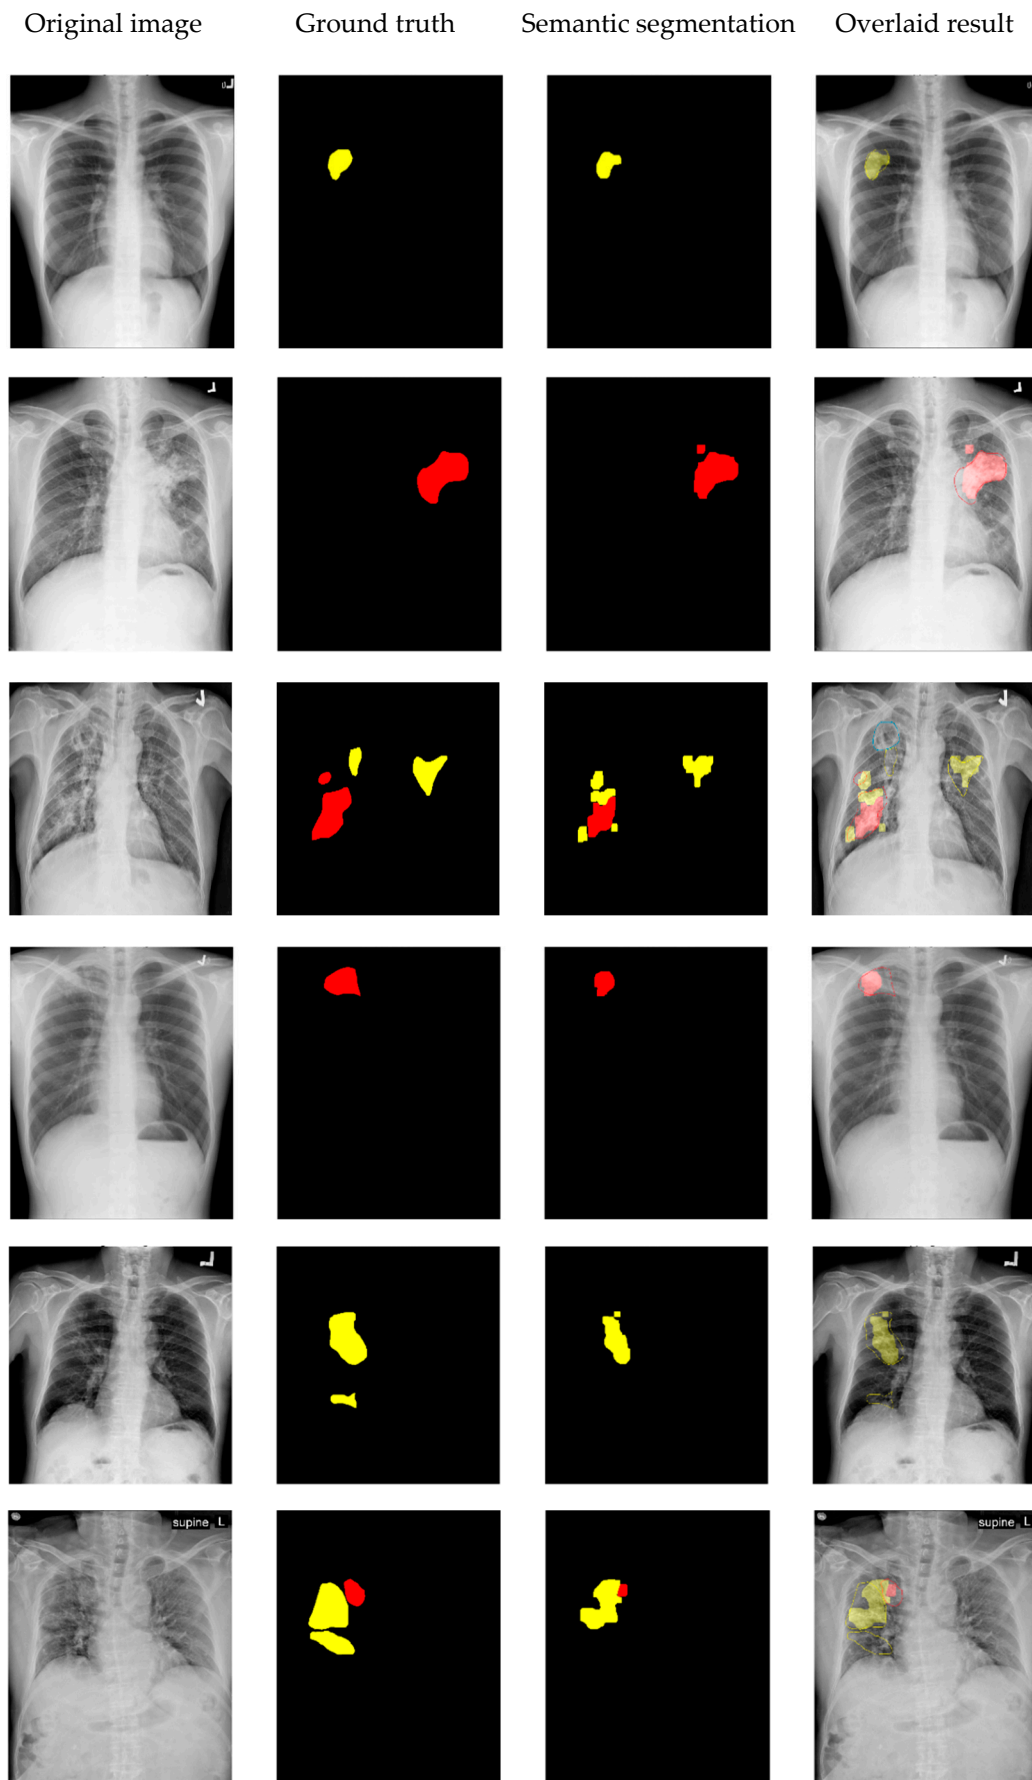 Original image Ground truth Semantic segmentation Overlaid result
L
L
L
supine L
supine L